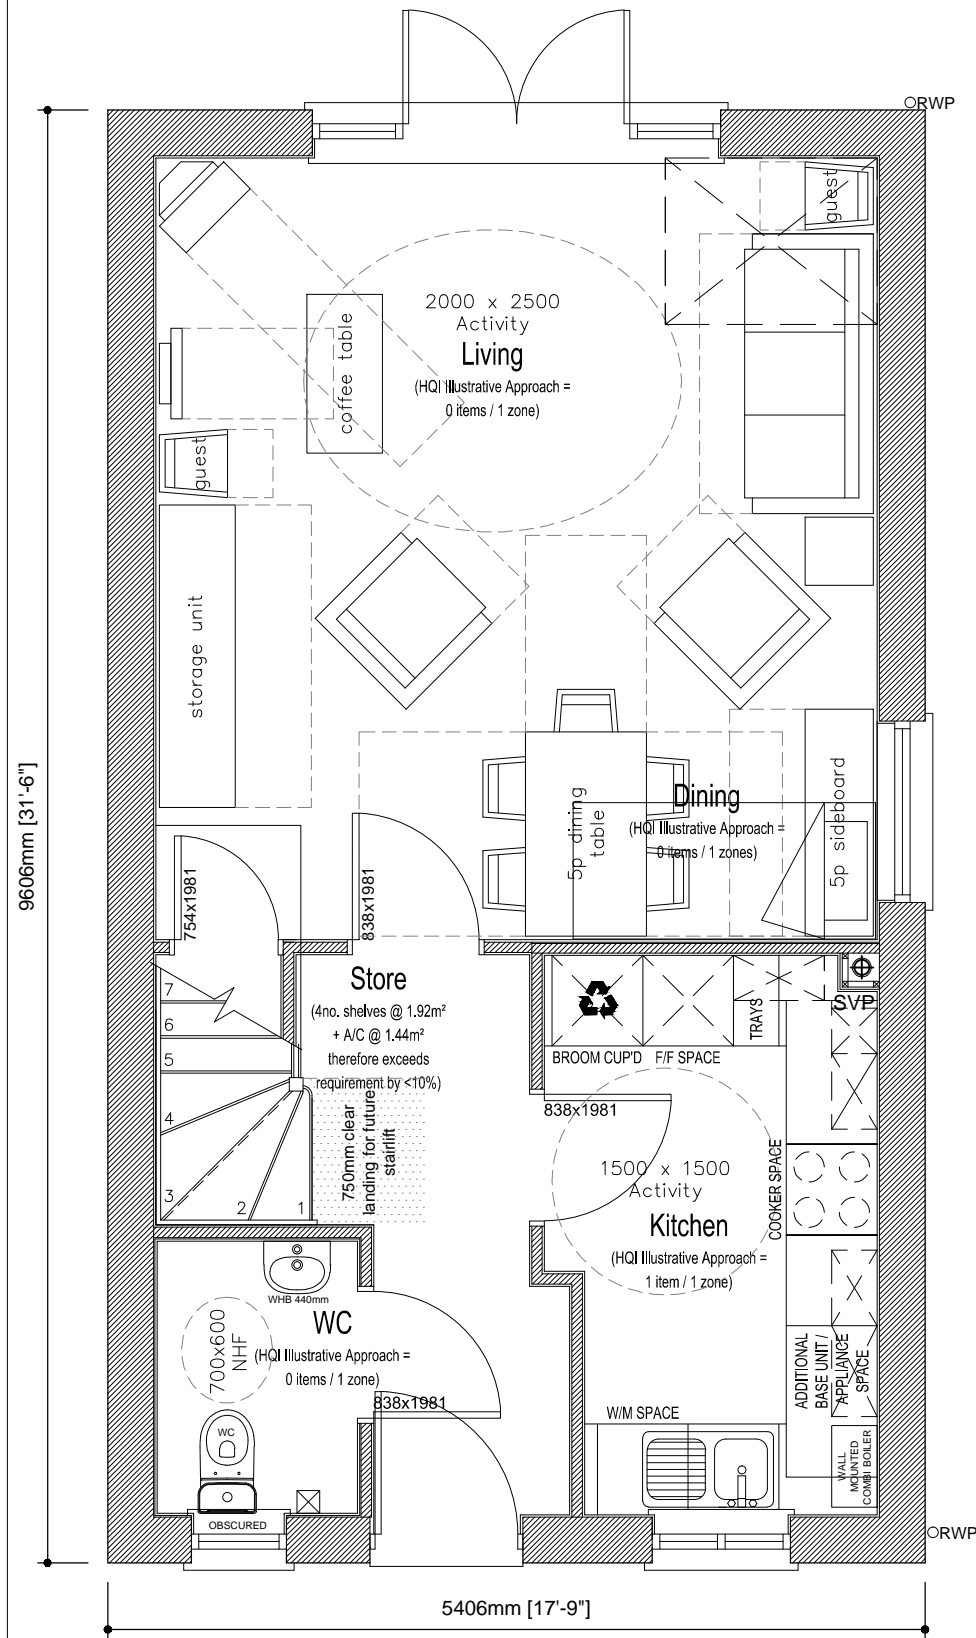 RWP
guest
2000 x 2500
Activity
Living
(HQI Illustrative Approach =
0 items / 1 zone)
coffee table
guest
storage unit
9606mm [31'-6"]
Dining
(HQI Illustrative Approach =
0 items / 1 zones)
5p dining
table
5p sideboard
754x1981
838x1981
Store
(4no. shelves @ 1.92m²
+ A/C @ 1.44m²
therefore exceeds
requirement by <10%)
7
6
5
4
3
2
1
750mm clear
landing for future
stairlift
BROOM CUP'D
F/F SPACE
TRAYS
SVP
838x1981
1500 x 1500
Activity
Kitchen
(HQI Illustrative Approach =
1 item / 1 zone)
COOKER SPACE
WHB 440mm
WC
(HQI Illustrative Approach =
0 items / 1 zone)
700x600
NHF
838x1981
WC
OBSCURED
W/M SPACE
ADDITIONAL
BASE UNIT /
APPLIANCE
SPACE
WALL
MOUNTED
COMBI BOILER
RWP
5406mm [17'-9"]